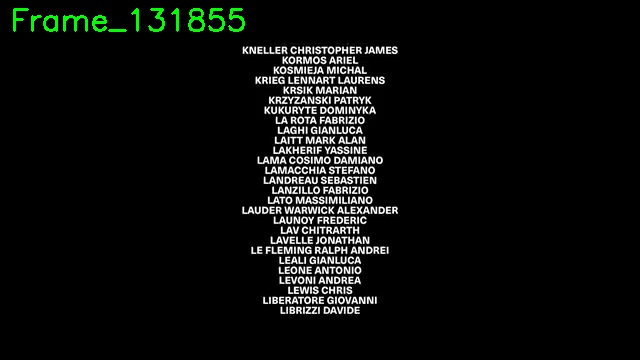 Frame_131855
KNELLER CHRISTOPHER JAMES
KORMOS ARIEL
KOSMIEJA MICHAL
KRIEG LENNART LAURENS
KRSIK MARIAN
KRZYZANSKI PATRYK
KUKURYTE DOMINYKA
LA ROTA FABRIZIO
LAGHI GIANLUCA
LAITT MARK ALAN
LAKHERIF YASSINE
LAMA COSIMO DAMIANO
LAMACCHIA STEFANO
LANDREAU SEBASTIEN
LANZILLO FABRIZIO
LATO MASSIMILIANO
LAUDER WARWICK ALEXANDER
LAUNOY FREDERIC
LAV CHITRARTH
LAVELLE JONATHAN
LE FLEMING RALPH ANDREI
LEALI GIANLUCA
LEONE ANTONIO
LEVONI ANDREA
LEWIS CHRIS
LIBERATORE GIOVANNI
LIBRIZZI DAVIDE